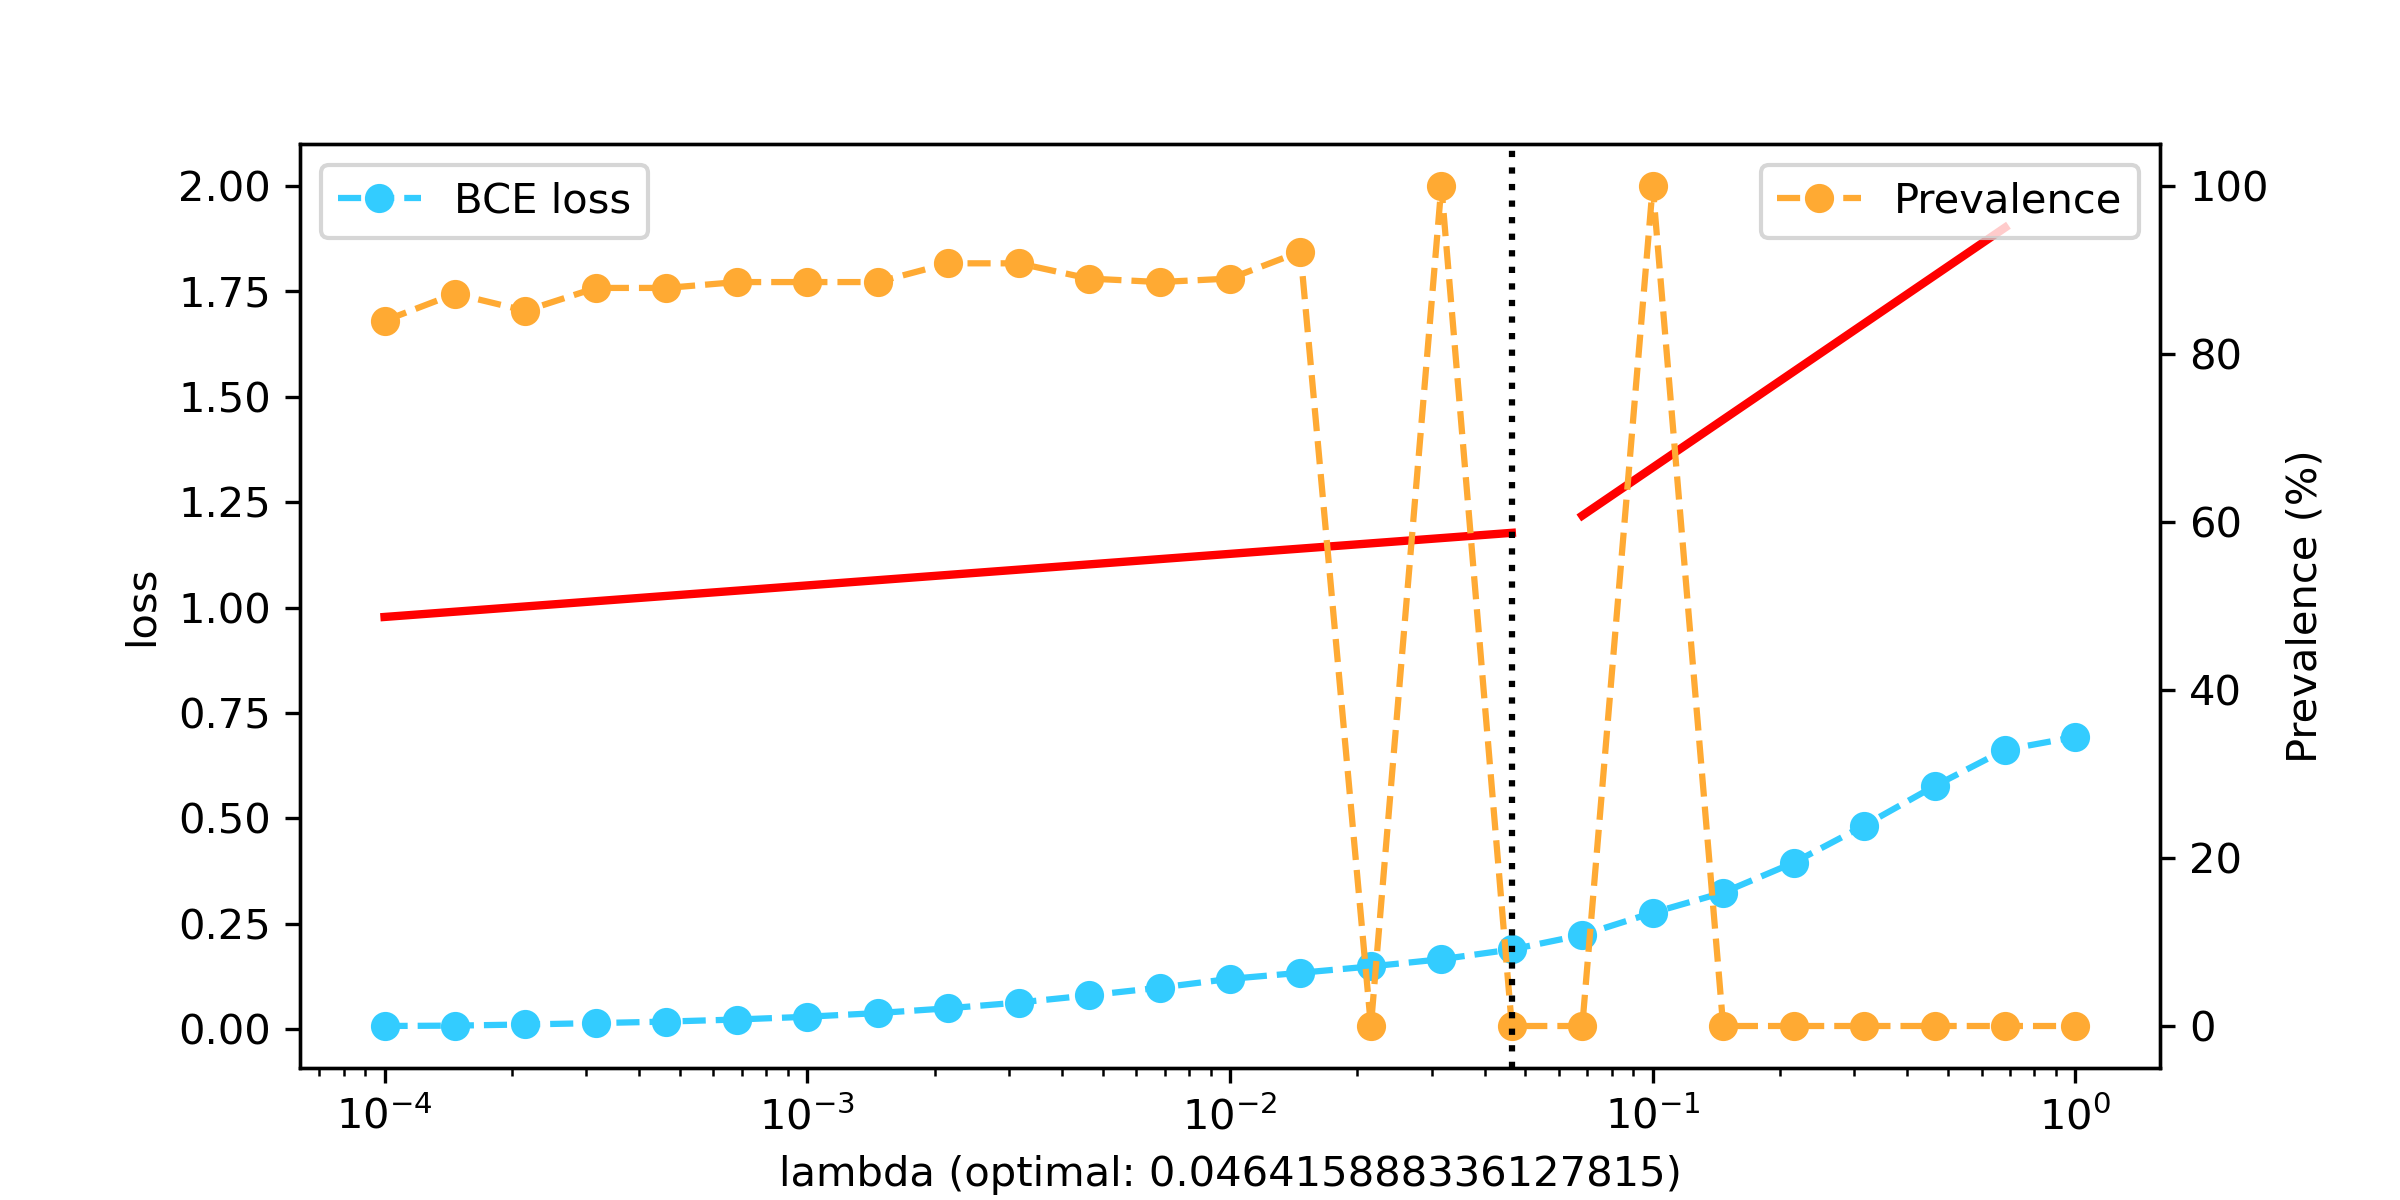 BCE loss
Prevalence
2.00
1.75
1.50
1.25
1.00
0.75
0.50
0.25
0.00
loss
100
80
60
40
20
0
Prevalence (%)
10⁻⁴ 10⁻³ 10⁻² 10⁻¹ 10⁰
lambda (optimal: 0.046415888336127815)